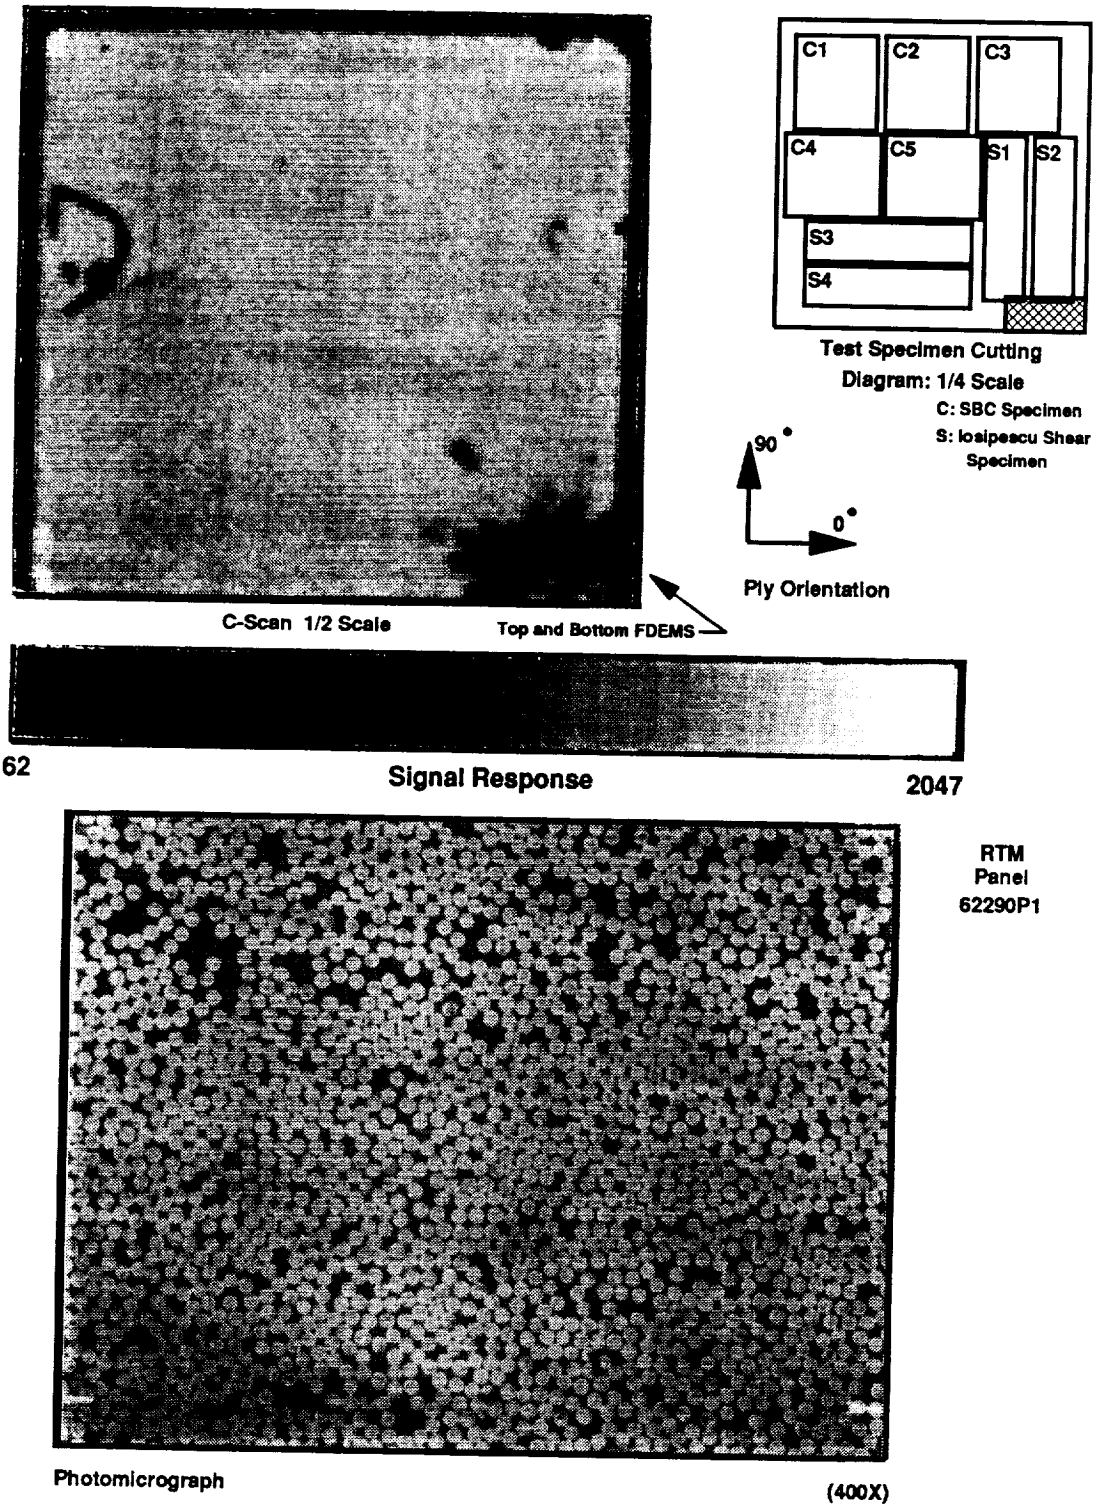 C1
C2
C3
C4
C5
S1
S2
S3
S4
Test Specimen Cutting
Diagram: 1/4 Scale
C: SBC Specimen
S: Iosipescu Shear
Specimen
90°
0°
Ply Orientation
C-Scan 1/2 Scale
Top and Bottom FDEMS
62
Signal Response
2047
RTM
Panel
62290P1
Photomicrograph
(400X)